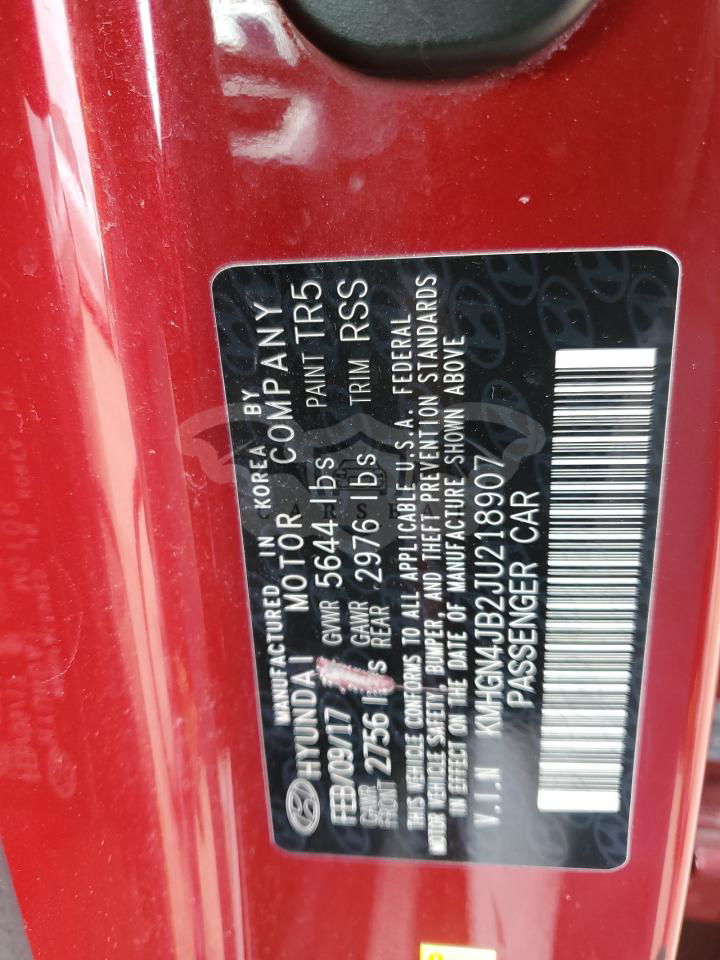 MANUFACTURED IN KOREA BY
HYUNDAI MOTOR COMPANY
FEB/09/17 GVWR 5644 lbs PAINT TR5
GAWR FRONT 2756 lbs GAWR REAR 2976 lbs TRIM RSS
THIS VEHICLE CONFORMS TO ALL APPLICABLE U.S.A. FEDERAL
MOTOR VEHICLE SAFETY, BUMPER, AND THEFT PREVENTION STANDARDS
IN EFFECT ON THE DATE OF MANUFACTURE SHOWN ABOVE
V.I.N KMHGN4JB2JU218907
PASSENGER CAR